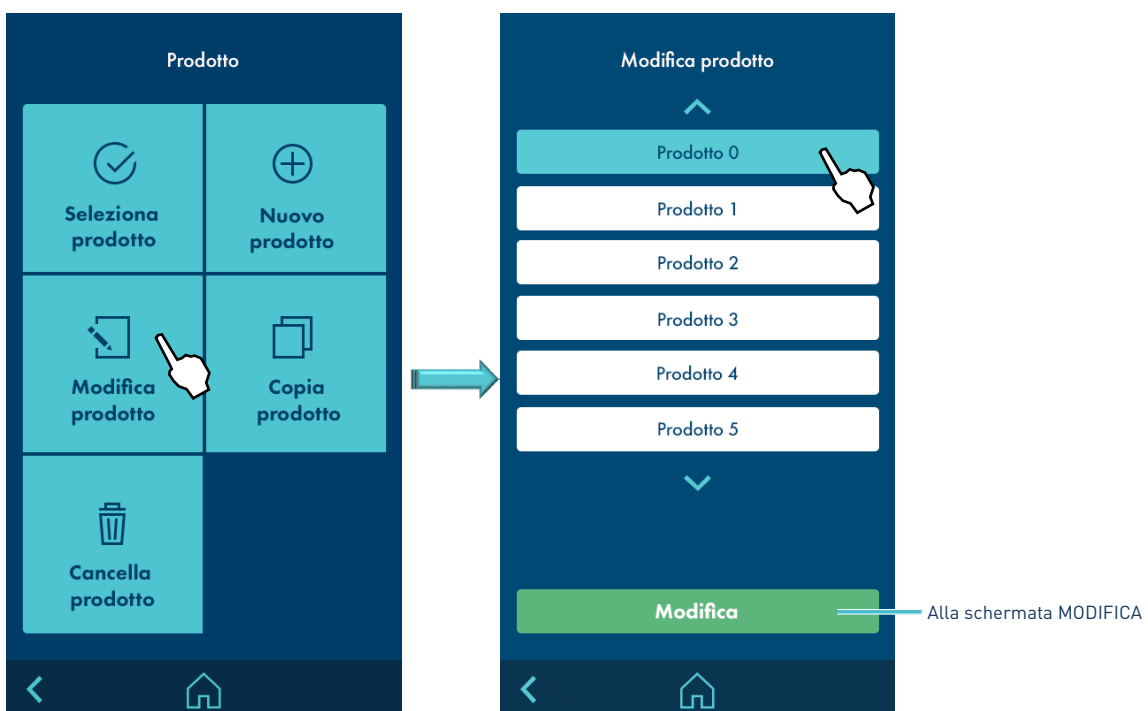 Prodotto
Seleziona
prodotto
Nuovo
prodotto
Modifica
prodotto
Copia
prodotto
Cancella
prodotto
Modifica prodotto
Prodotto 0
Prodotto 1
Prodotto 2
Prodotto 3
Prodotto 4
Prodotto 5
Modifica
Alla schermata MODIFICA